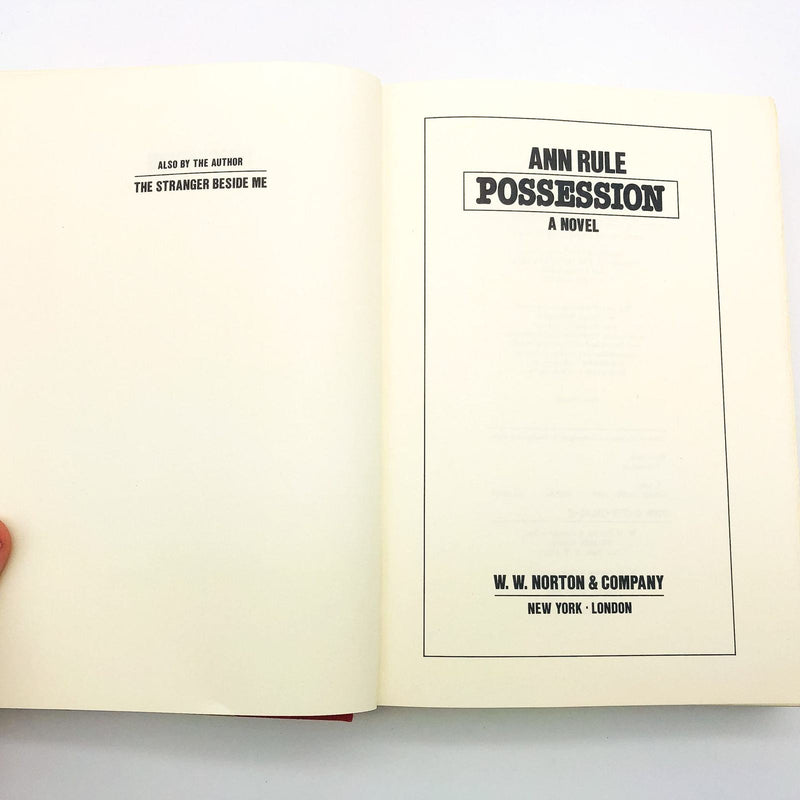 ALSO BY THE AUTHOR
THE STRANGER BESIDE ME
ANN RULE
POSSESSION
A NOVEL
W. W. NORTON & COMPANY
NEW YORK · LONDON